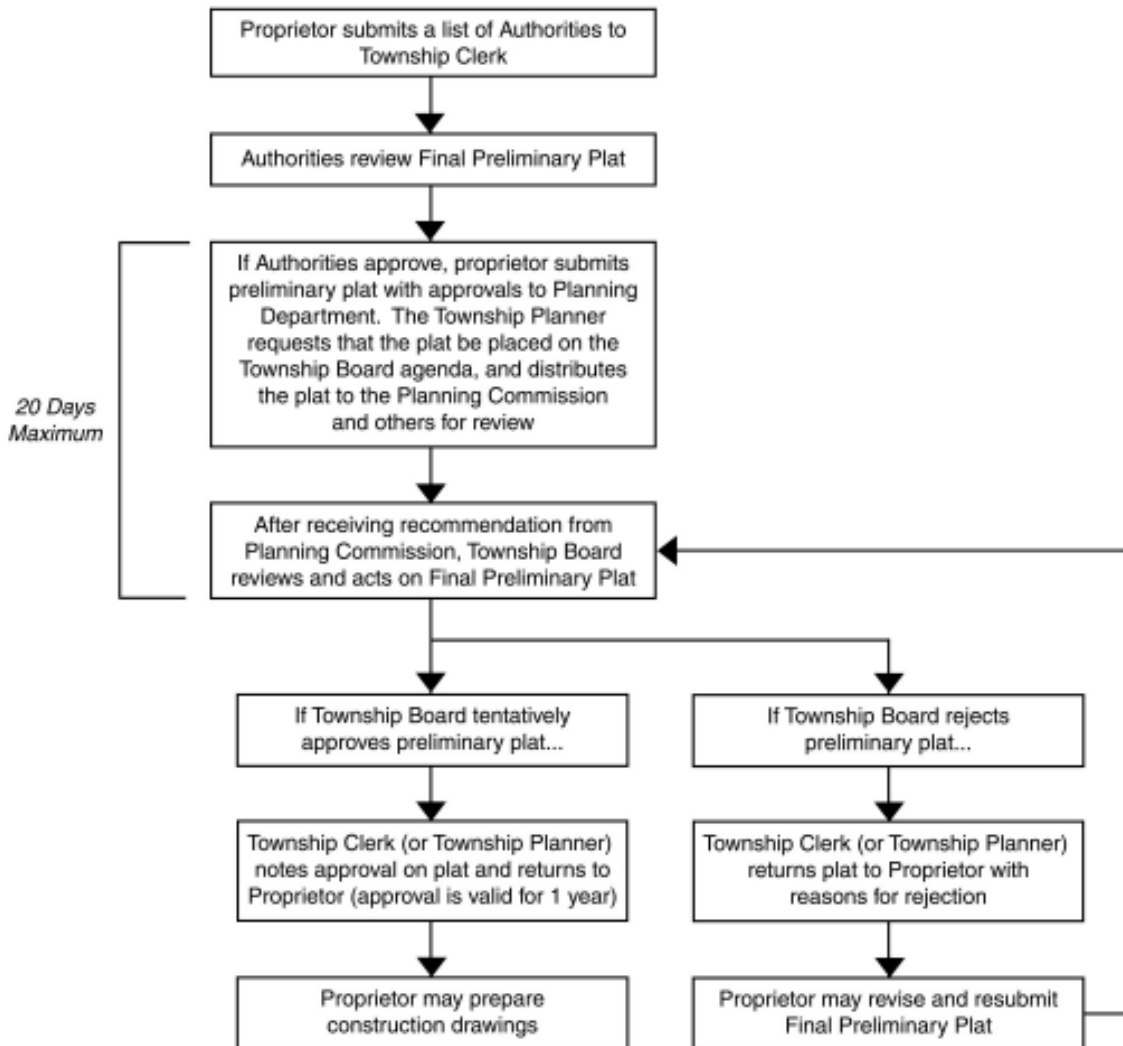 Proprietor submits a list of Authorities to
Township Clerk
Authorities review Final Preliminary Plat
20 Days
Maximum
If Authorities approve, proprietor submits
preliminary plat with approvals to Planning
Department. The Township Planner
requests that the plat be placed on the
Township Board agenda, and distributes
the plat to the Planning Commission
and others for review
After receiving recommendation from
Planning Commission, Township Board
reviews and acts on Final Preliminary Plat
If Township Board tentatively
approves preliminary plat...
If Township Board rejects
preliminary plat...
Township Clerk (or Township Planner)
notes approval on plat and returns to
Proprietor (approval is valid for 1 year)
Township Clerk (or Township Planner)
returns plat to Proprietor with
reasons for rejection
Proprietor may prepare
construction drawings
Proprietor may revise and resubmit
Final Preliminary Plat